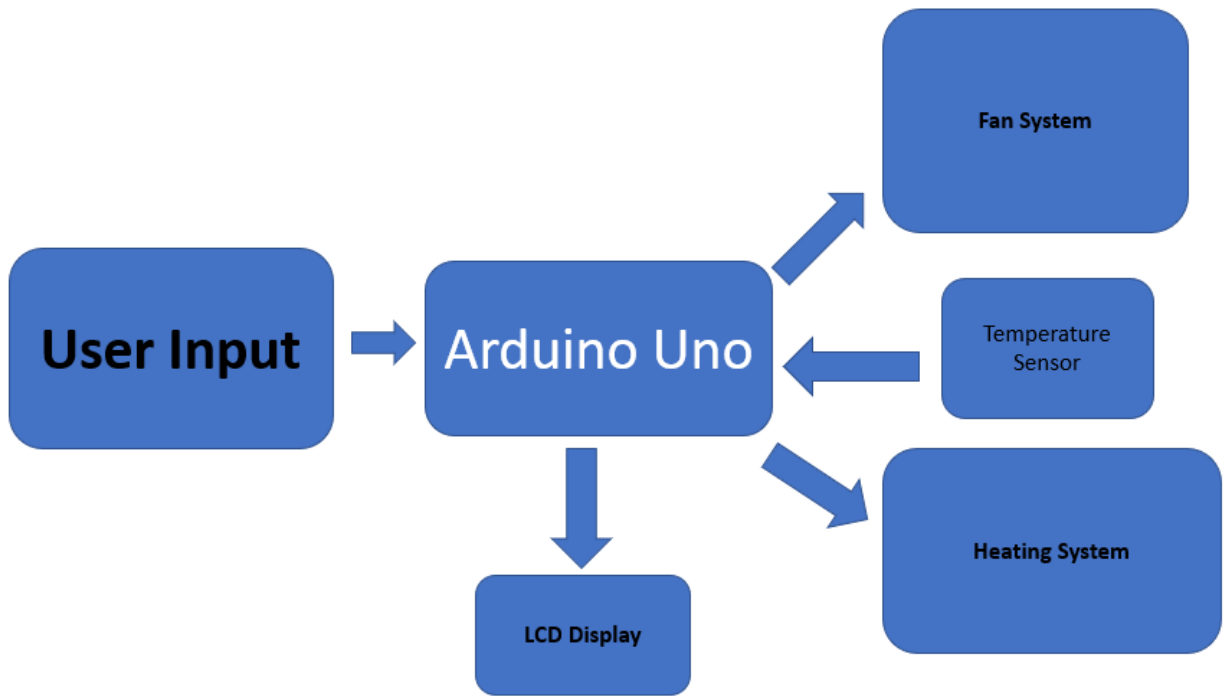 Fan System
User Input
Arduino Uno
Temperature
Sensor
Heating System
LCD Display